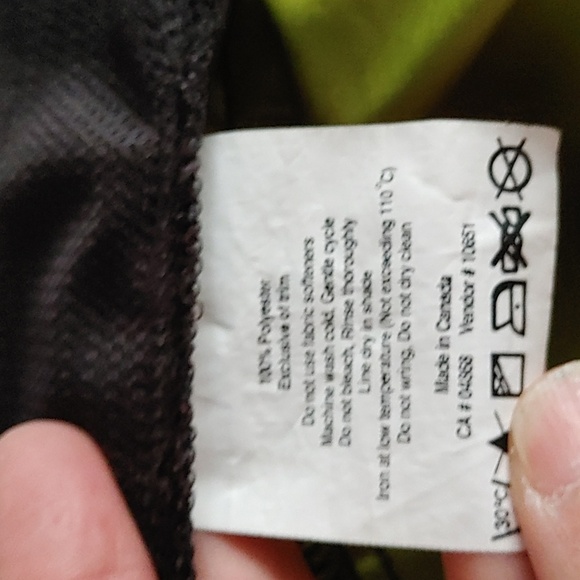 100% Polyester
Exclusive of trim
Do not use fabric softeners
Machine wash cold, Gentle cycle
Do not bleach, Rinse thoroughly
Line dry in shade
Iron at low temperature (Not exceeding 110°C)
Do not wring, Do not dry clean
Made in Canada
CA # 04868 Vendor # 10651
30°C